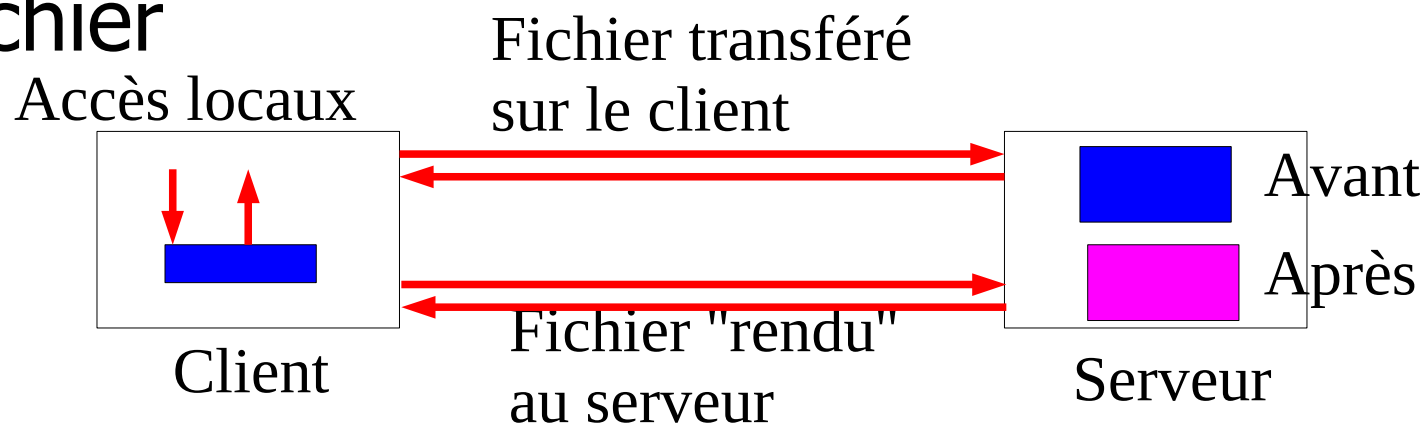 chier
Fichier transféré
sur le client
Accès locaux
Avant
Après
Fichier "rendu"
au serveur
Client
Serveur